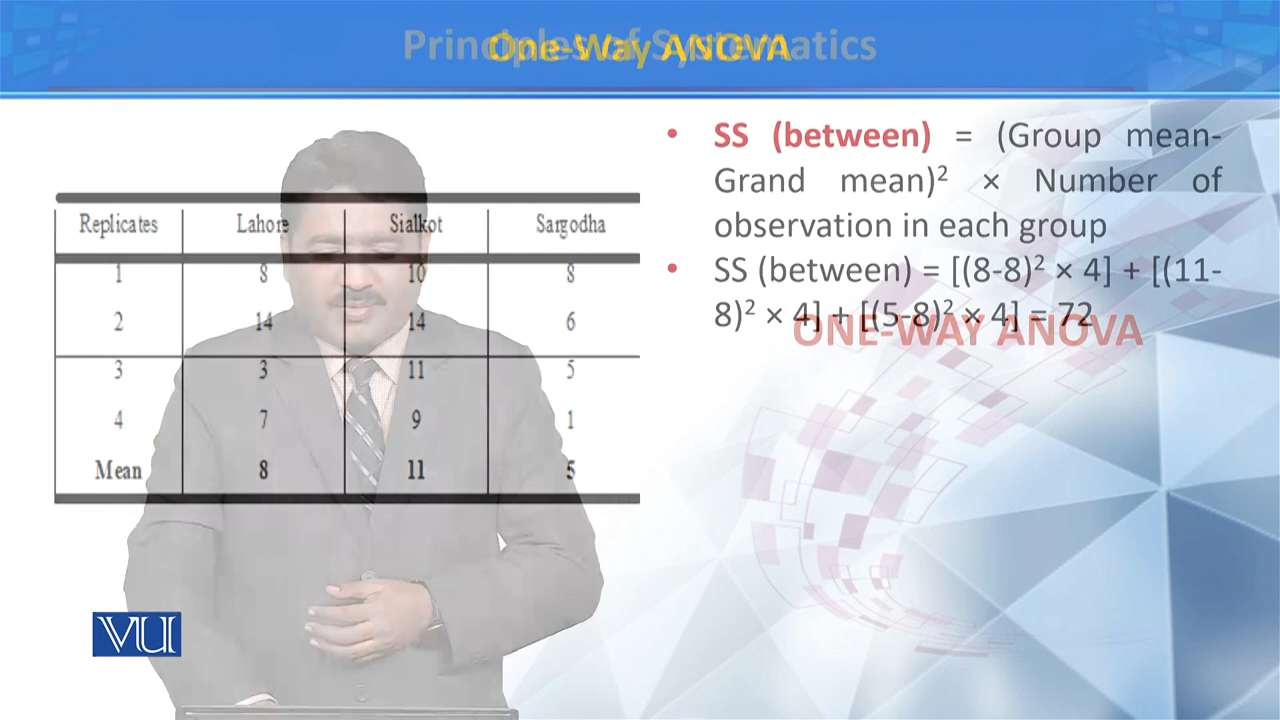 Principles of Systematics
One-Way ANOVA
Replicates Lahore Sialkot Sargodha
1 8 10 8
2 14 14 6
3 3 11 5
4 7 9 1
Mean 8 11 5
• SS (between) = (Group mean-
Grand mean)² × Number of
observation in each group
• SS (between) = [(8-8)² × 4] + [(11-
8)² × 4] + [(5-8)² × 4] = 72
ONE-WAY ANOVA
VU